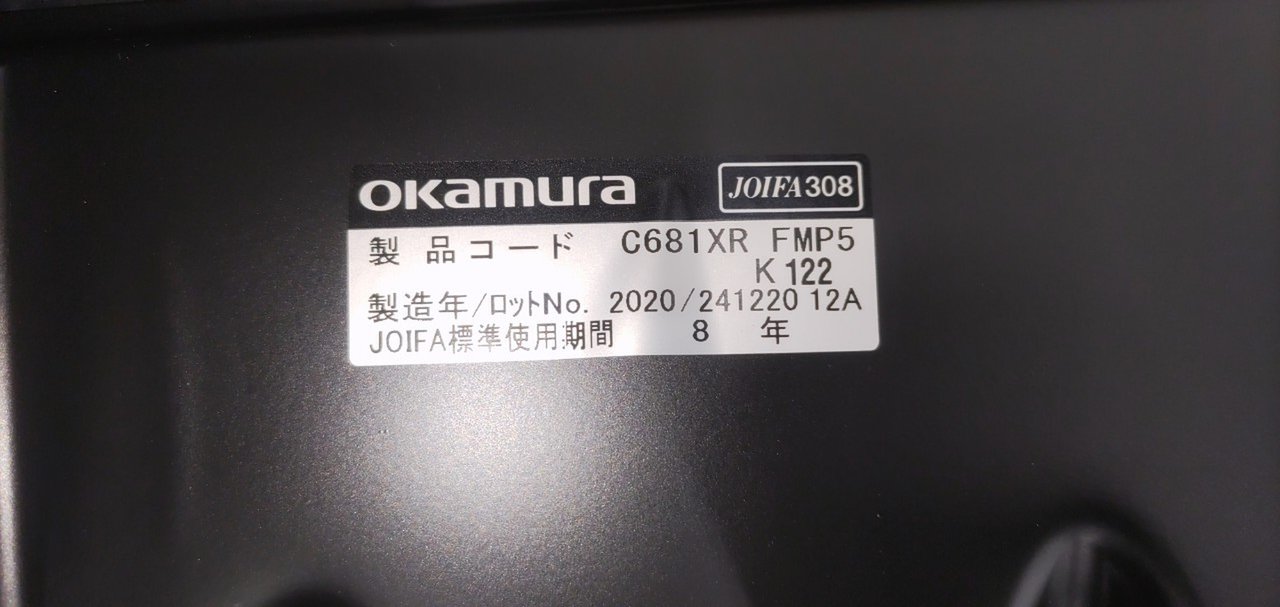 okamura JOIFA308
製品コード C681XR FMP5
K 122
製造年/ロットNo. 2020/241220 12A
JOIFA標準使用期間 8 年